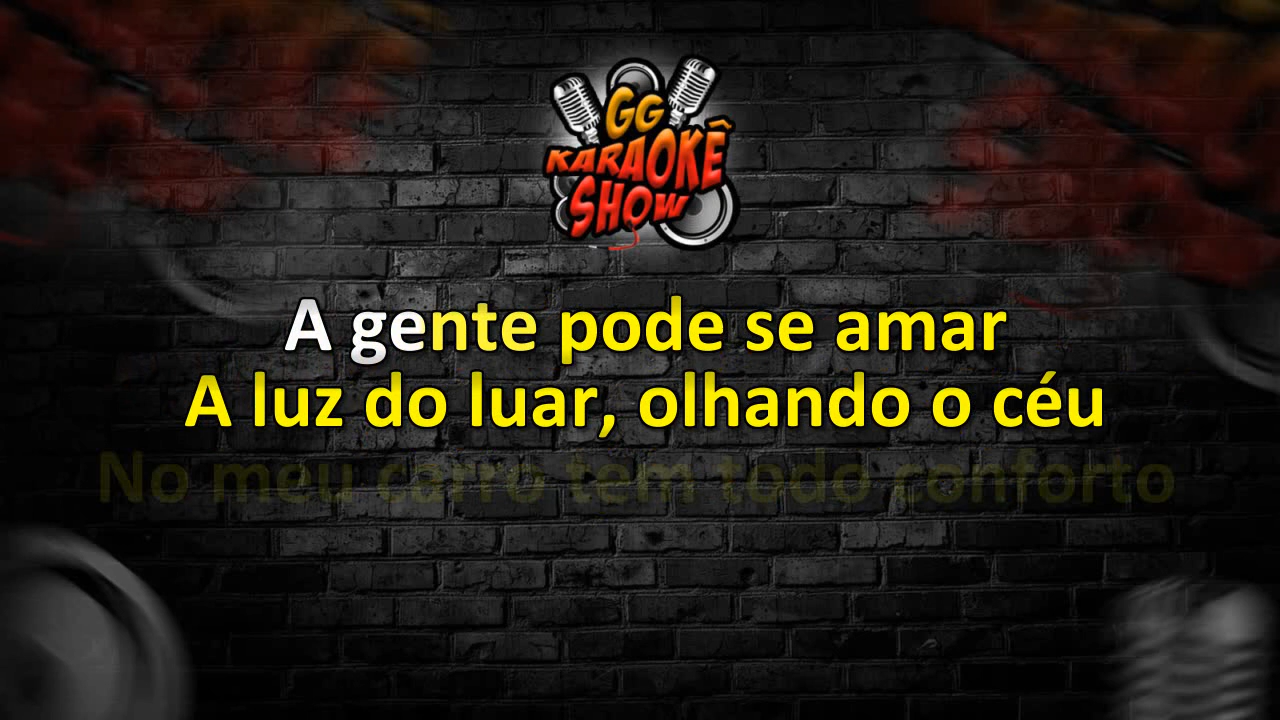 GG
KARAOKÊ
SHOW
A gente pode se amar
A luz do luar, olhando o céu
No meu carro tem todo conforto